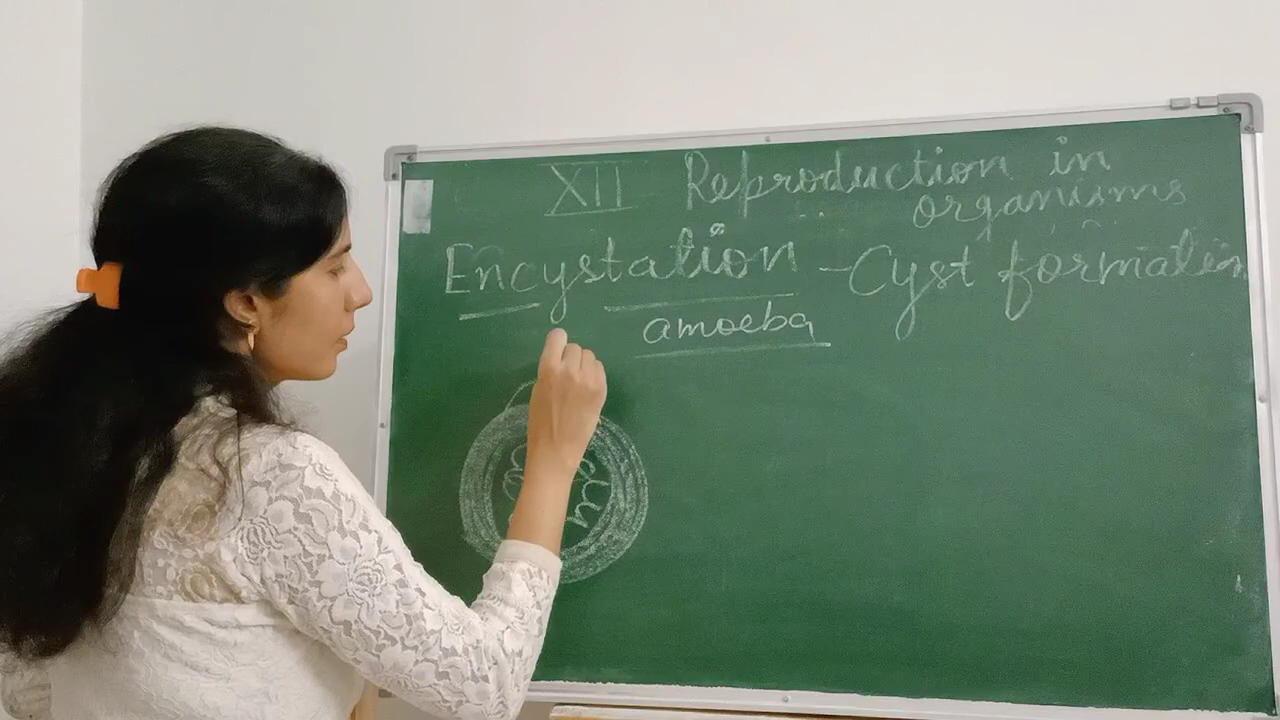 XII Reproduction in
organisms
Encystation - Cyst formation
amoeba